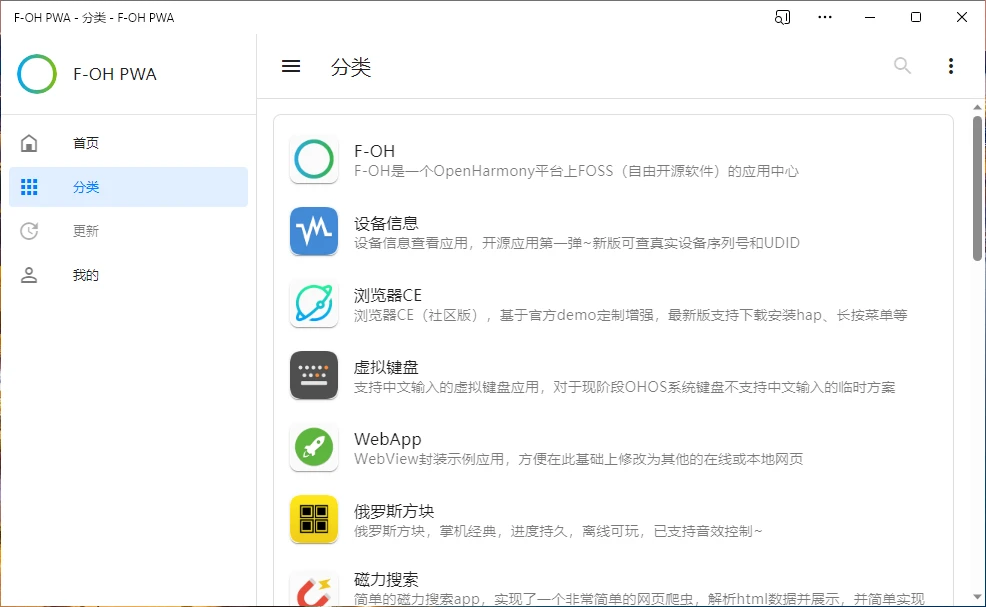 F-OH PWA - 分类 - F-OH PWA
F-OH PWA
分类
首页
分类
更新
我的
F-OH
F-OH是一个OpenHarmony平台上FOSS（自由开源软件）的应用中心
设备信息
设备信息查看应用，开源应用第一弹~新版可查真实设备序列号和UDID
浏览器CE
浏览器CE（社区版），基于官方demo定制增强，最新版支持下载安装hap、长按菜单等
虚拟键盘
支持中文输入的虚拟键盘应用，对于现阶段OHOS系统键盘不支持中文输入的临时方案
WebApp
WebView封装示例应用，方便在此基础上修改为其他的在线或本地网页
俄罗斯方块
俄罗斯方块，掌机经典，进度持久，离线可玩，已支持音效控制~
磁力搜索
简单的磁力搜索app，实现了一个非常简单的网页爬虫，解析html数据并展示，并简单实现